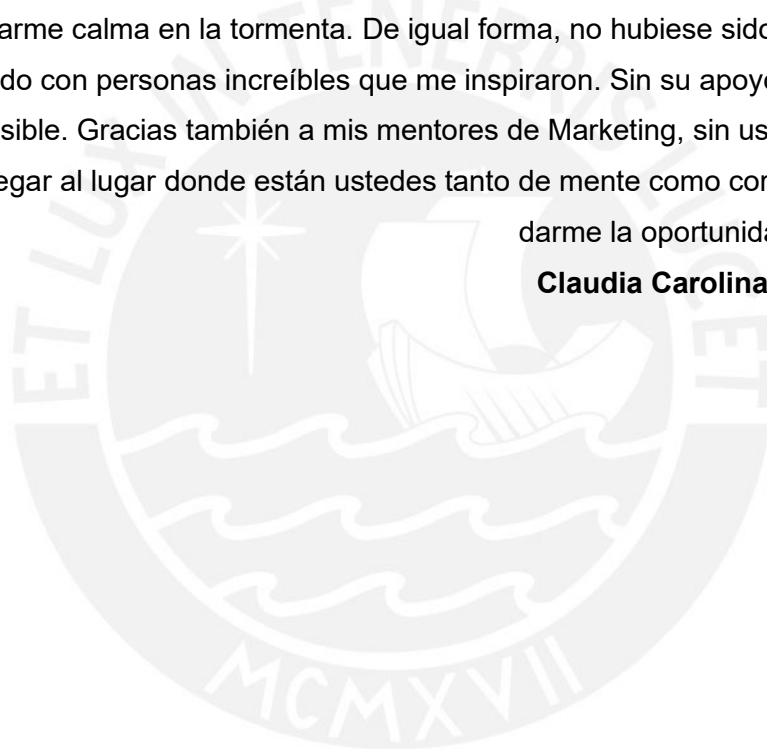 arme calma en la tormenta. De igual forma, no hubiese sido
do con personas increíbles que me inspiraron. Sin su apoyo
sible. Gracias también a mis mentores de Marketing, sin us
egar al lugar donde están ustedes tanto de mente como
darme la oportunida
Claudia Carolina
ET LUX IN TENEBRIS LUCET
MCMXVII